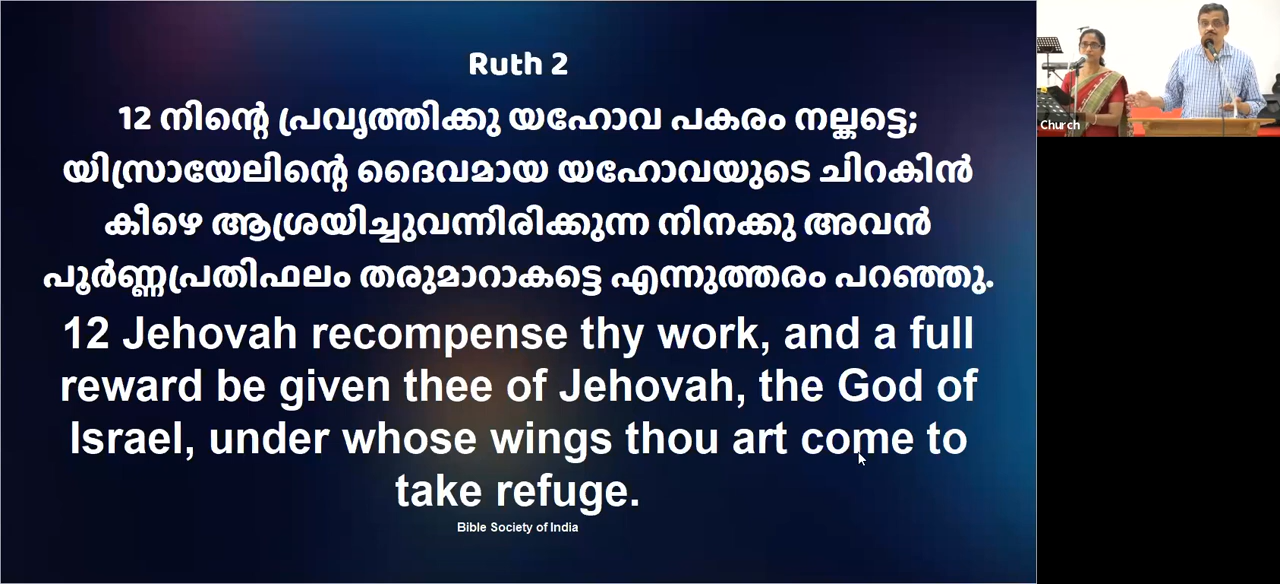 Ruth 2
12 നിന്റെ പ്രവൃത്തിക്കു യഹോവ പകരം നല്കട്ടെ;
യിസ്രായേലിന്റെ ദൈവമായ യഹോവയുടെ ചിറകിൻ
കീഴെ ആശ്രയിച്ചുവന്നിരിക്കുന്ന നിനക്കു അവൻ
പൂർണ്ണപ്രതിഫലം തരുമാറാകട്ടെ എന്നുത്തരം പറഞ്ഞു.
12 Jehovah recompense thy work, and a full
reward be given thee of Jehovah, the God of
Israel, under whose wings thou art come to
take refuge.
Bible Society of India
Church